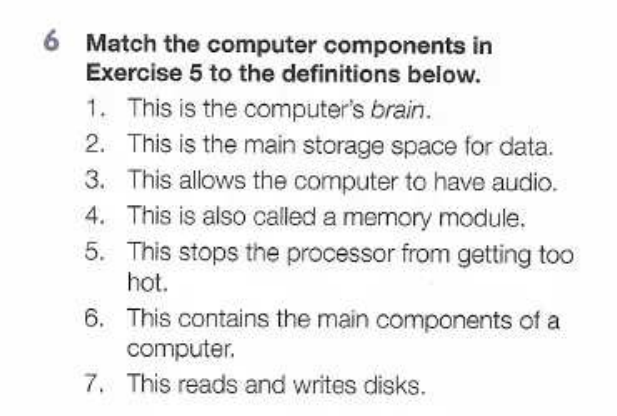 6 Match the computer components in
Exercise 5 to the definitions below.
1. This is the computer's brain.
2. This is the main storage space for data.
3. This allows the computer to have audio.
4. This is also called a memory module.
5. This stops the processor from getting too
hot.
6. This contains the main components of a
computer.
7. This reads and writes disks.